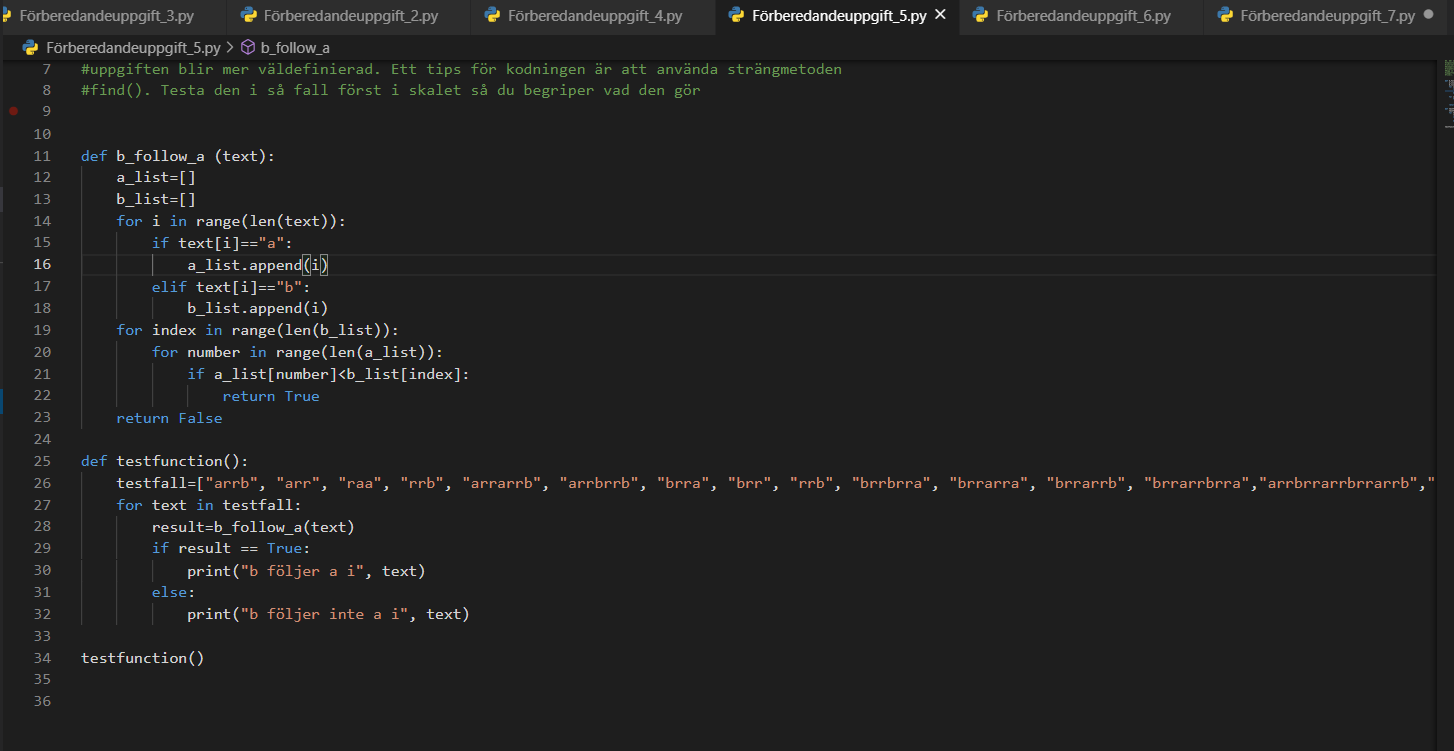 Förberedandeuppgift_3.py Förberedandeuppgift_2.py Förberedandeuppgift_4.py Förberedandeuppgift_5.py Förberedandeuppgift_6.py Förberedandeuppgift_7.py
Förberedandeuppgift_5.py > b_follow_a
7 #uppgiften blir mer väldefinierad. Ett tips för kodningen är att använda strängmetoden
8 #find(). Testa den i så fall först i skalet så du begriper vad den gör
9
10
11 def b_follow_a (text):
12     a_list=[]
13     b_list=[]
14     for i in range(len(text)):
15         if text[i]=="a":
16             a_list.append(i)
17         elif text[i]=="b":
18             b_list.append(i)
19     for index in range(len(b_list)):
20         for number in range(len(a_list)):
21             if a_list[number]<b_list[index]:
22                 return True
23     return False
24
25 def testfunction():
26     testfall=["arrb", "arr", "raa", "rrb", "arrarrb", "arrbrrb", "brra", "brr", "rrb", "brrbrra", "brrarra", "brrarrb", "brrarrbrra","arrbrrarrbrrarrb","
27     for text in testfall:
28         result=b_follow_a(text)
29         if result == True:
30             print("b följer a i", text)
31         else:
32             print("b följer inte a i", text)
33
34 testfunction()
35
36